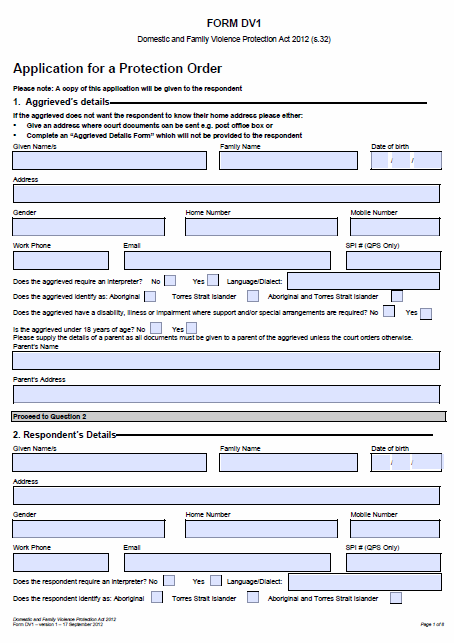 FORM DV1
Domestic and Family Violence Protection Act 2012 (s.32)
Application for a Protection Order
Please note: A copy of this application will be given to the respondent
1. Aggrieved's details
If the aggrieved does not want the respondent to know their home address please either:
• Give an address where court documents can be sent e.g. post office box or
• Complete an "Aggrieved Details Form" which will not be provided to the respondent
Given Name/s Family Name Date of birth
/ /
Address
Gender Home Number Mobile Number
Work Phone Email SPI # (QPS Only)
Does the aggrieved require an interpreter? No Yes Language/Dialect:
Does the aggrieved identify as: Aboriginal Torres Strait Islander Aboriginal and Torres Strait Islander
Does the aggrieved have a disability, illness or impairment where support and/or special arrangements are required? No Yes
Is the aggrieved under 18 years of age? No Yes
Please supply the details of a parent as all documents must be given to a parent of the aggrieved unless the court orders otherwise.
Parent's Name
Parent's Address
Proceed to Question 2
2. Respondent's Details
Given Name/s Family Name Date of birth
/ /
Address
Gender Home Number Mobile Number
Work Phone Email SPI # (QPS Only)
Does the respondent require an interpreter? No Yes Language/Dialect:
Does the respondent identify as: Aboriginal Torres Strait Islander Aboriginal and Torres Strait Islander
Domestic and Family Violence Protection Act 2012
Form DV1 – version 1 – 17 September 2012 Page 1 of 8